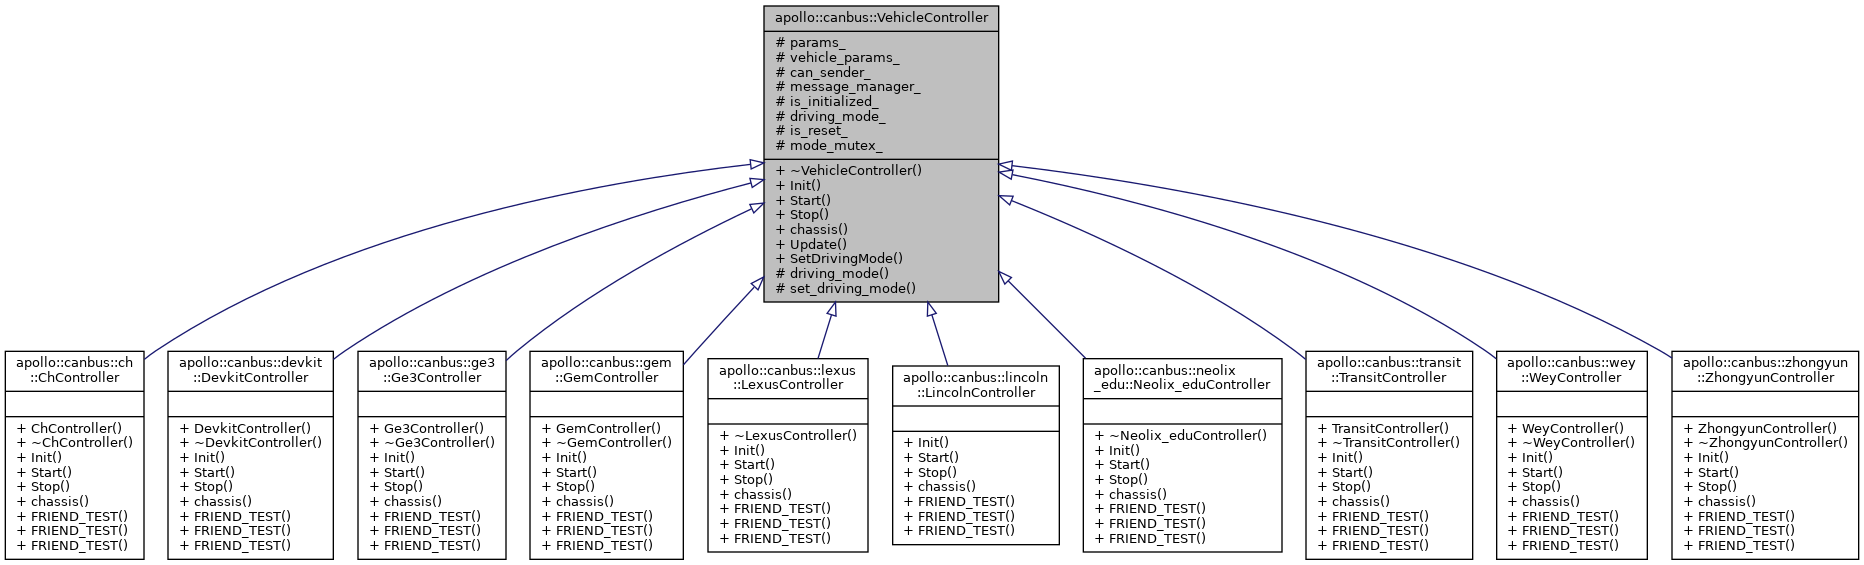 apollo::canbus::VehicleController
# params_
# vehicle_params_
# can_sender_
# message_manager_
# is_initialized_
# driving_mode_
# is_reset_
# mode_mutex_
+ ~VehicleController()
+ Init()
+ Start()
+ Stop()
+ chassis()
+ Update()
+ SetDrivingMode()
# driving_mode()
# set_driving_mode()
apollo::canbus::ch
::ChController
+ ChController()
+ ~ChController()
+ Init()
+ Start()
+ Stop()
+ chassis()
+ FRIEND_TEST()
+ FRIEND_TEST()
+ FRIEND_TEST()
apollo::canbus::devkit
::DevkitController
+ DevkitController()
+ ~DevkitController()
+ Init()
+ Start()
+ Stop()
+ chassis()
+ FRIEND_TEST()
+ FRIEND_TEST()
+ FRIEND_TEST()
apollo::canbus::ge3
::Ge3Controller
+ Ge3Controller()
+ ~Ge3Controller()
+ Init()
+ Start()
+ Stop()
+ chassis()
+ FRIEND_TEST()
+ FRIEND_TEST()
+ FRIEND_TEST()
apollo::canbus::gem
::GemController
+ GemController()
+ ~GemController()
+ Init()
+ Start()
+ Stop()
+ chassis()
+ FRIEND_TEST()
+ FRIEND_TEST()
+ FRIEND_TEST()
apollo::canbus::lexus
::LexusController
+ ~LexusController()
+ Init()
+ Start()
+ Stop()
+ chassis()
+ FRIEND_TEST()
+ FRIEND_TEST()
+ FRIEND_TEST()
apollo::canbus::lincoln
::LincolnController
+ Init()
+ Start()
+ Stop()
+ chassis()
+ FRIEND_TEST()
+ FRIEND_TEST()
+ FRIEND_TEST()
apollo::canbus::neolix
_edu::Neolix_eduController
+ ~Neolix_eduController()
+ Init()
+ Start()
+ Stop()
+ chassis()
+ FRIEND_TEST()
+ FRIEND_TEST()
+ FRIEND_TEST()
apollo::canbus::transit
::TransitController
+ TransitController()
+ ~TransitController()
+ Init()
+ Start()
+ Stop()
+ chassis()
+ FRIEND_TEST()
+ FRIEND_TEST()
+ FRIEND_TEST()
apollo::canbus::wey
::WeyController
+ WeyController()
+ ~WeyController()
+ Init()
+ Start()
+ Stop()
+ chassis()
+ FRIEND_TEST()
+ FRIEND_TEST()
+ FRIEND_TEST()
apollo::canbus::zhongyun
::ZhongyunController
+ ZhongyunController()
+ ~ZhongyunController()
+ Init()
+ Start()
+ Stop()
+ chassis()
+ FRIEND_TEST()
+ FRIEND_TEST()
+ FRIEND_TEST()